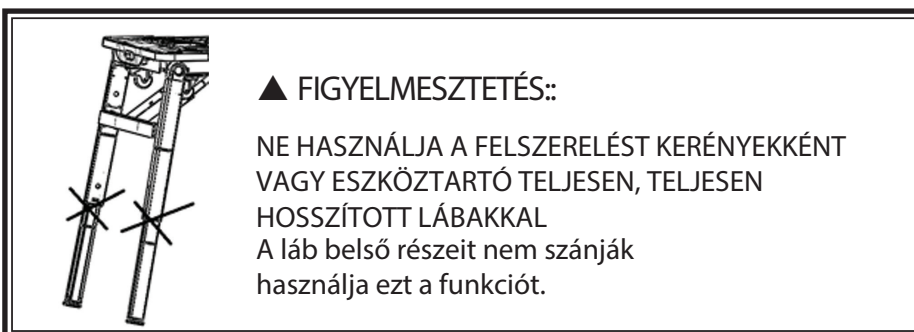 ▲ FIGYELMESZTETÉS::
NE HASZNÁLJA A FELSZERELÉST KERÉNYEKKÉNT
VAGY ESZKÖZTARTÓ TELJESEN, TELJESEN
HOSSZÍTOTT LÁBAKKAL
A láb belső részeit nem szánják
használja ezt a funkciót.